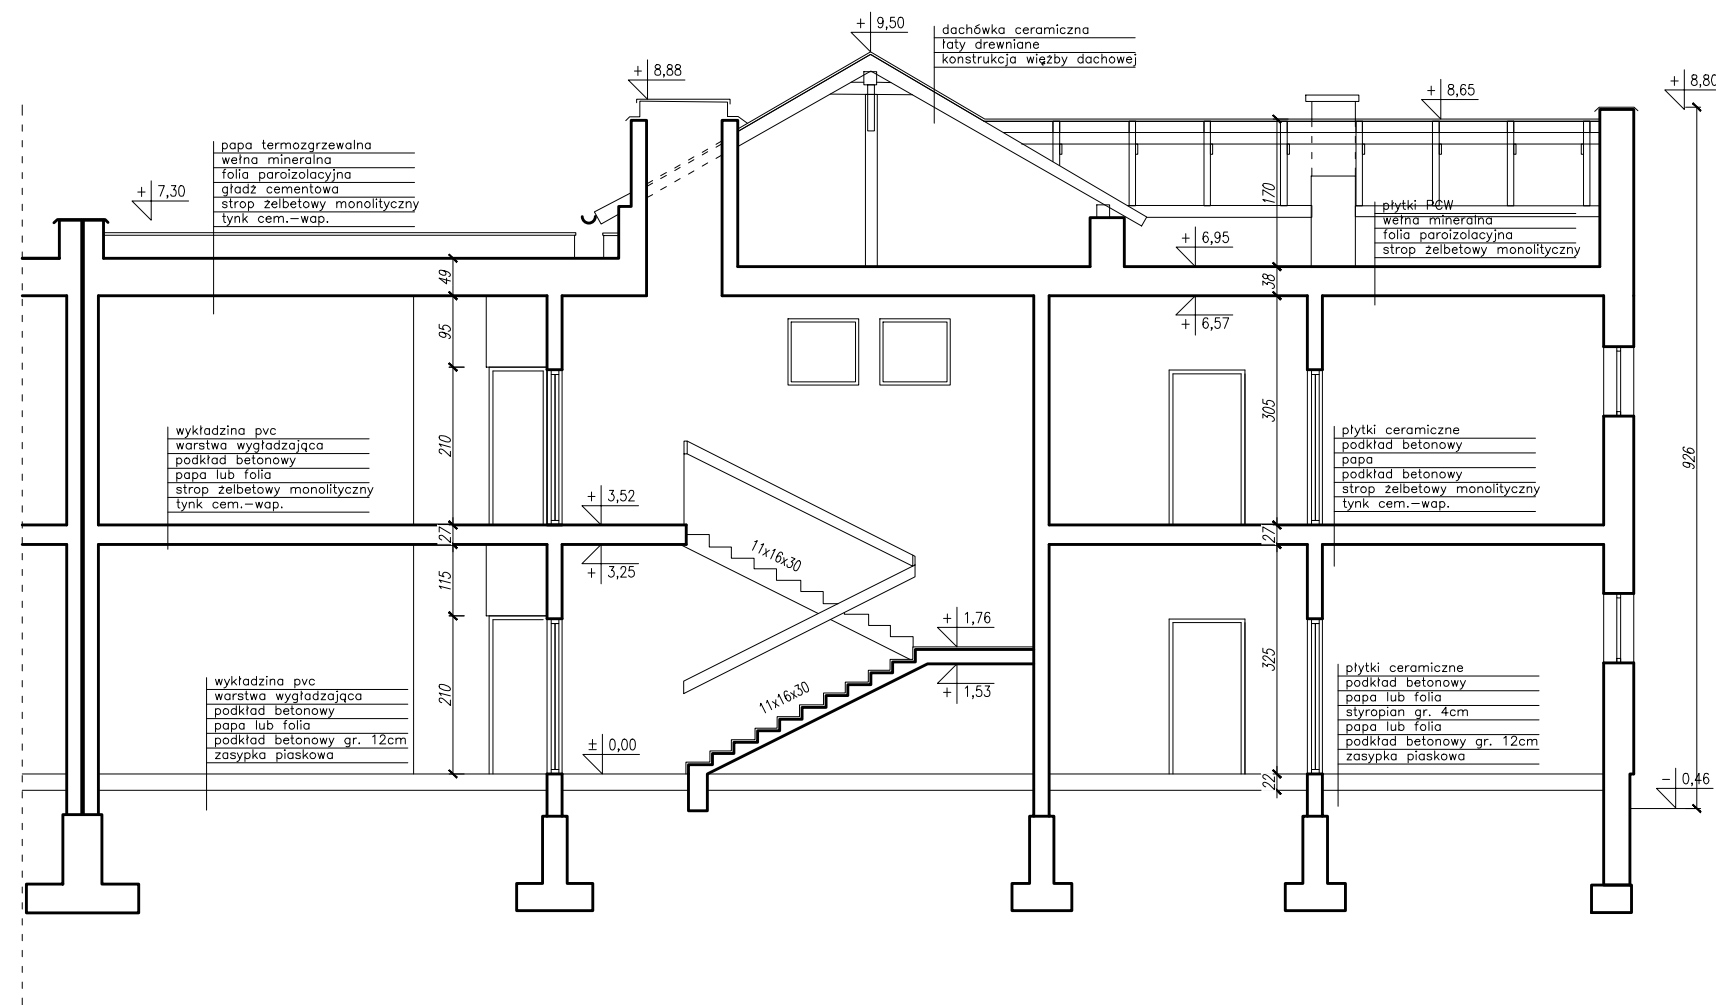 + 9,50
dachówka ceramiczna
łaty drewniane
konstrukcja więźby dachowej
+ 8,88
+ 8,65
+ 8,80
papa termozgrzewalna
wełna mineralna
folia paroizolacyjna
gładź cementowa
strop żelbetowy monolityczny
tynk cem.-wap.
+ 7,30
170
płytki PCW
wełna mineralna
folia paroizolacyjna
strop żelbetowy monolityczny
+ 6,95
49
38
+ 6,57
95
305
210
wykładzina pvc
warstwa wygładzająca
podkład betonowy
papa lub folia
strop żelbetowy monolityczny
tynk cem.-wap.
płytki ceramiczne
podkład betonowy
papa
podkład betonowy
strop żelbetowy monolityczny
tynk cem.-wap.
926
+ 3,52
27
27
11x16x30
+ 3,25
115
+ 1,76
325
+ 1,53
11x16x30
210
wykładzina pvc
warstwa wygładzająca
podkład betonowy
papa lub folia
podkład betonowy gr. 12cm
zasypka piaskowa
płytki ceramiczne
podkład betonowy
papa lub folia
styropian gr. 4cm
papa lub folia
podkład betonowy gr. 12cm
zasypka piaskowa
± 0,00
22
- 0,46